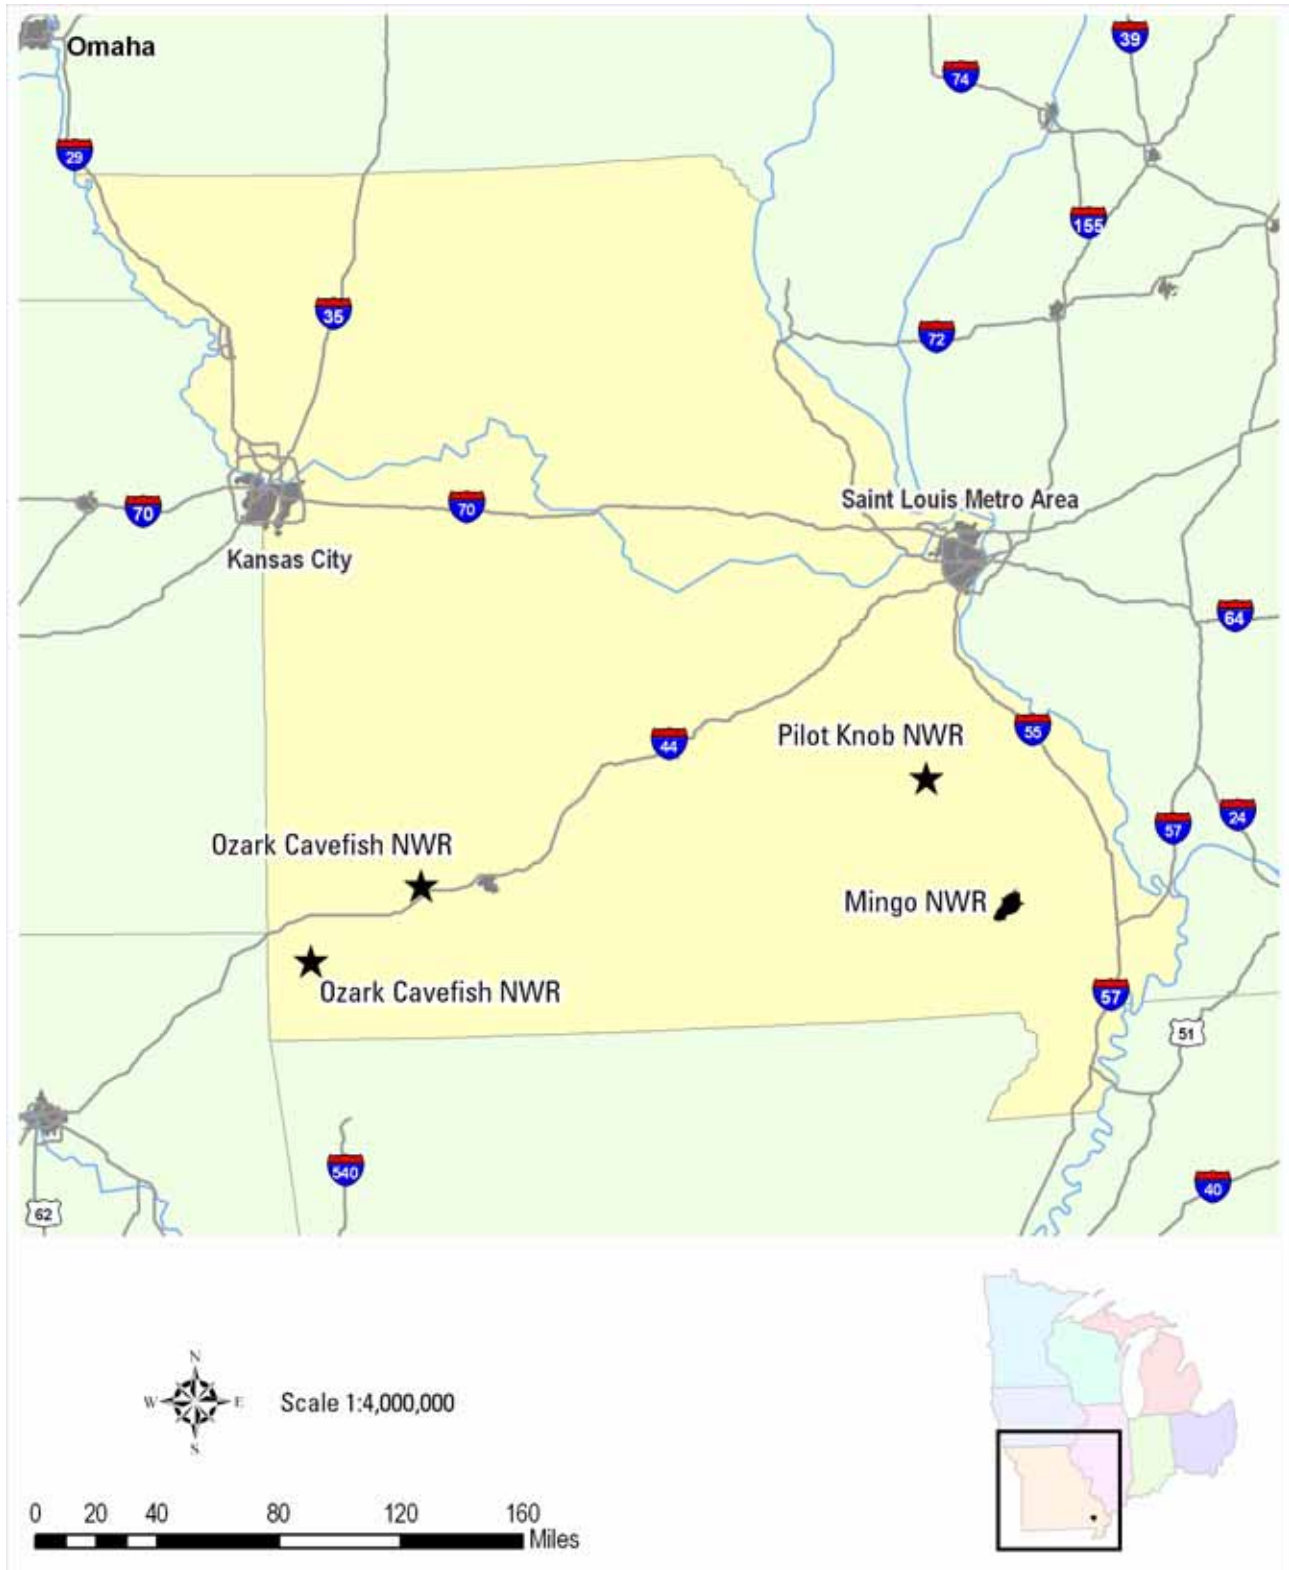 Omaha
39
74
29
155
35
72
70
70
Saint Louis Metro Area
Kansas City
64
44
Pilot Knob NWR
55
24
57
Ozark Cavefish NWR
Mingo NWR
Ozark Cavefish NWR
57
51
540
40
62
N
W E
S
Scale 1:4,000,000
0 20 40 80 120 160
Miles